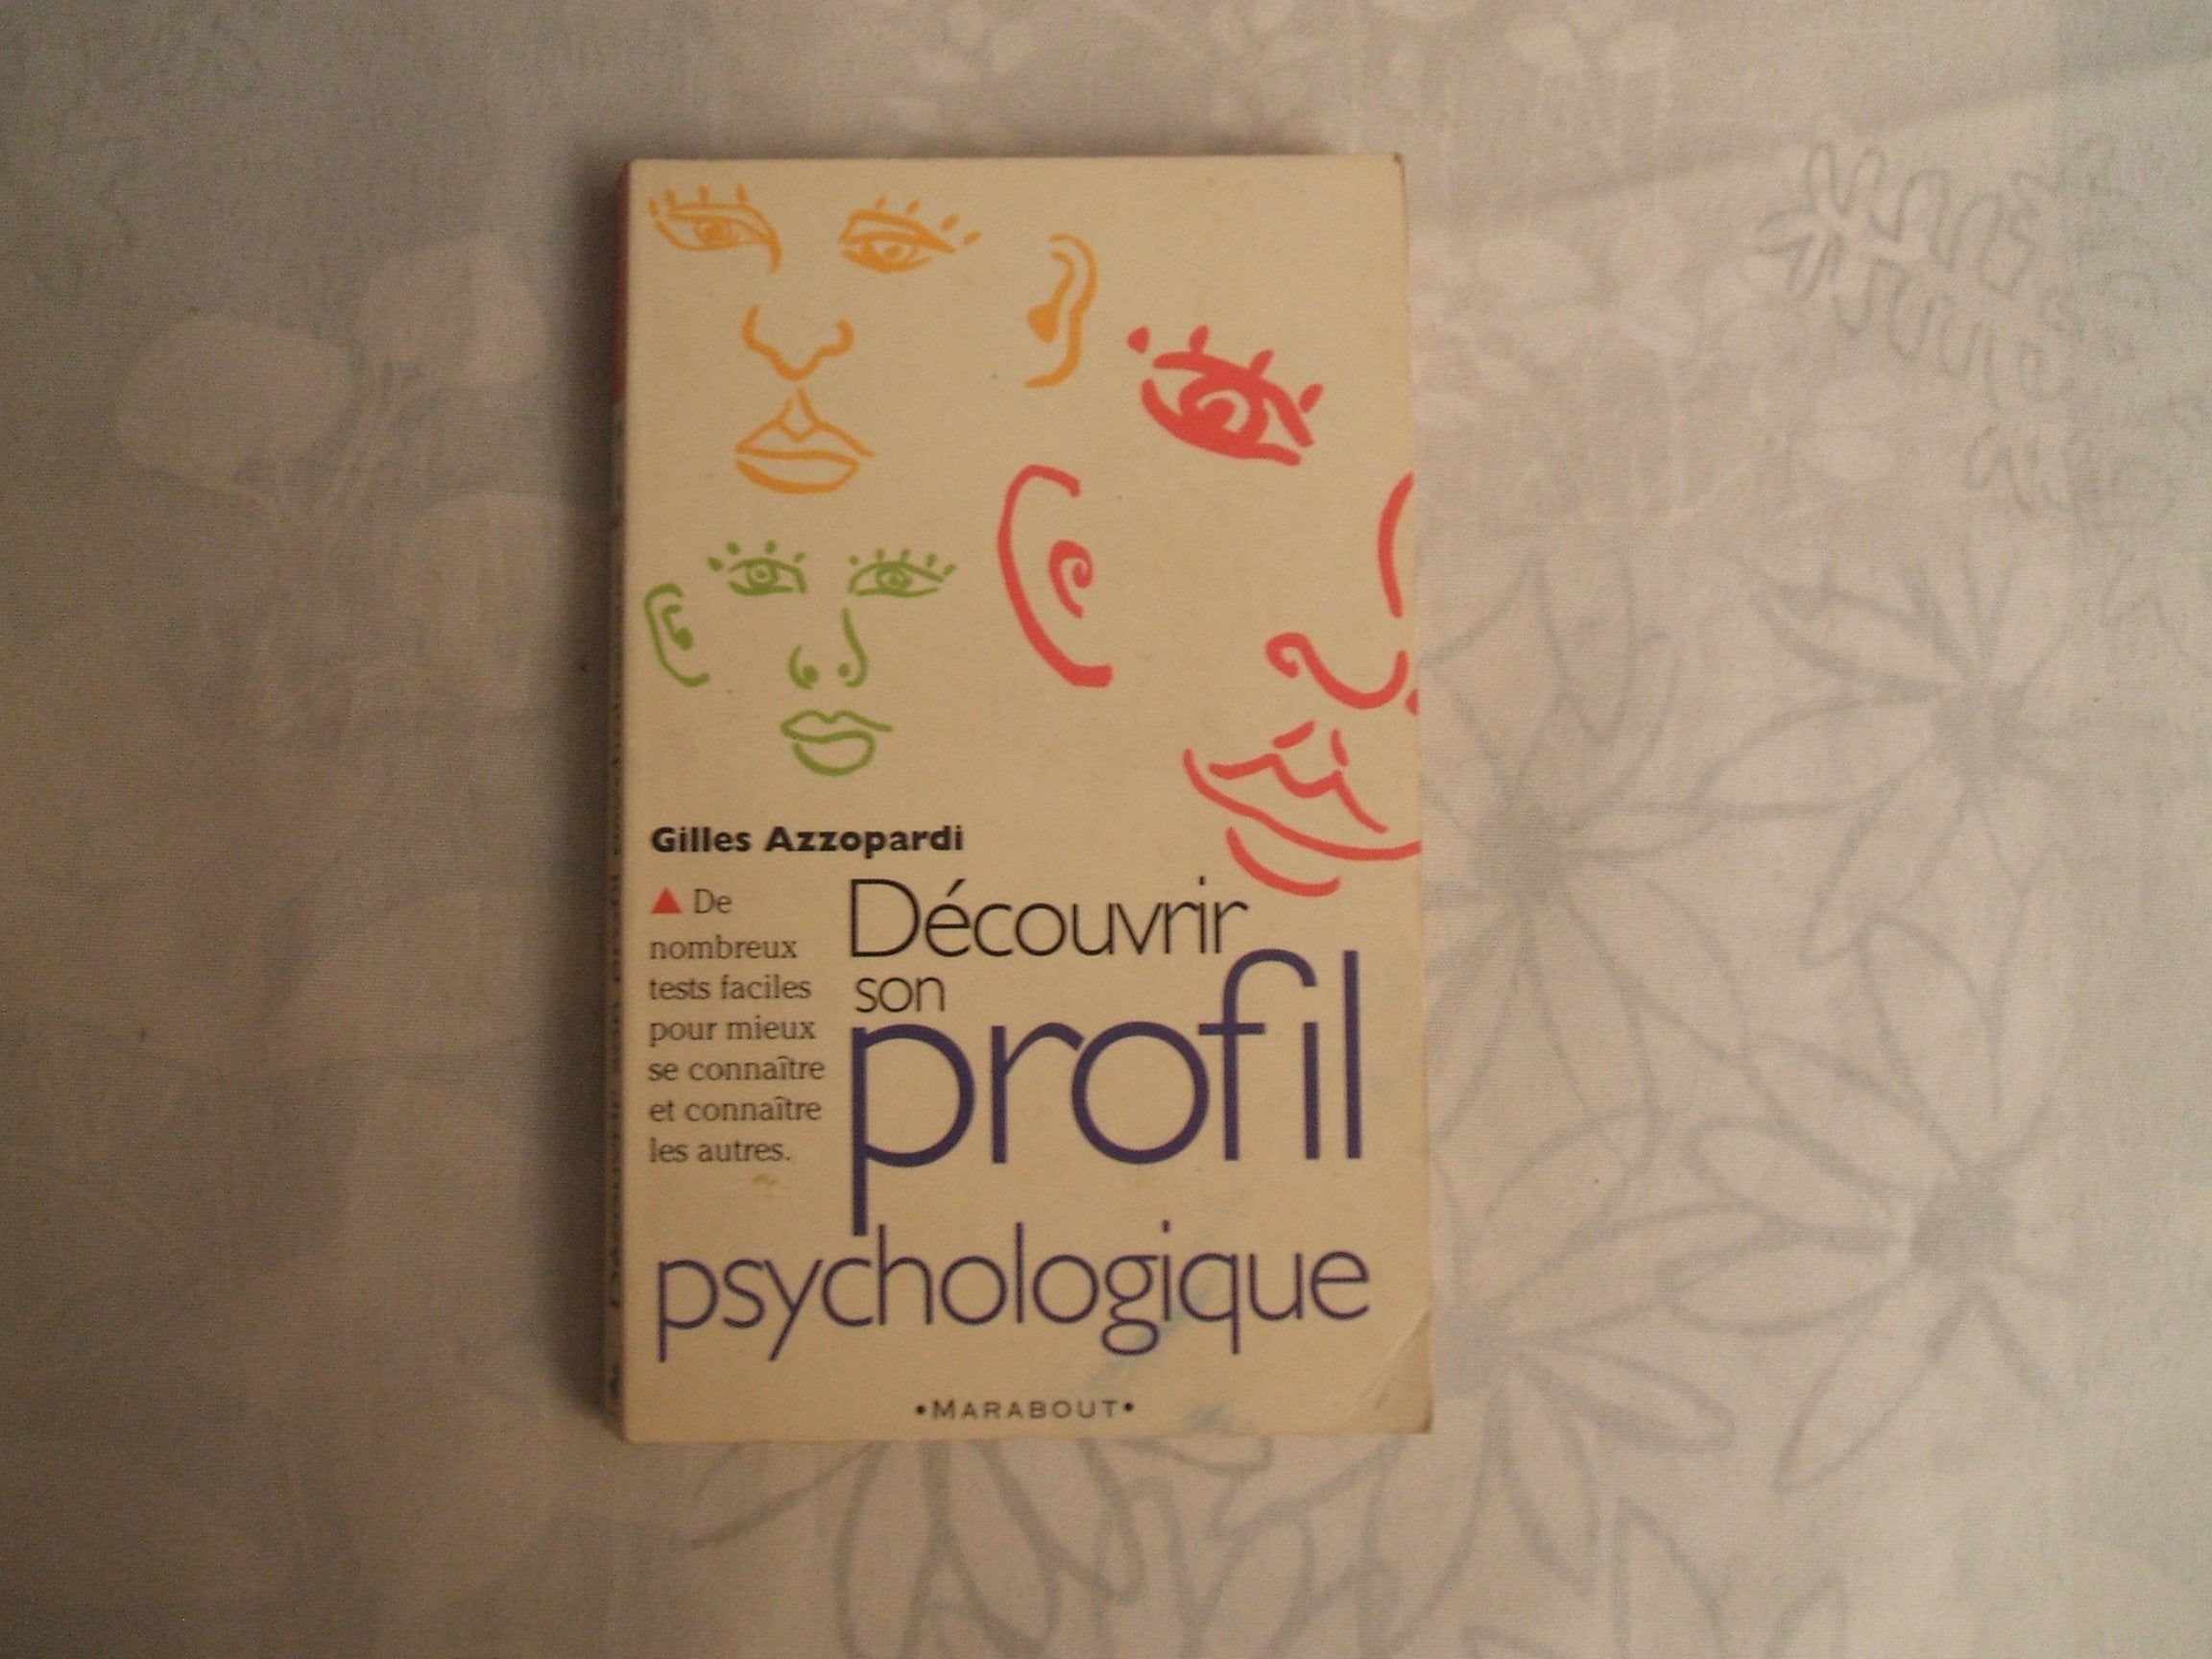 Gilles Azzopardi
▲ De
nombreux
tests faciles
pour mieux
se connaître
et connaître
les autres.
Découvrir
son
profil
psychologique
•MARABOUT•